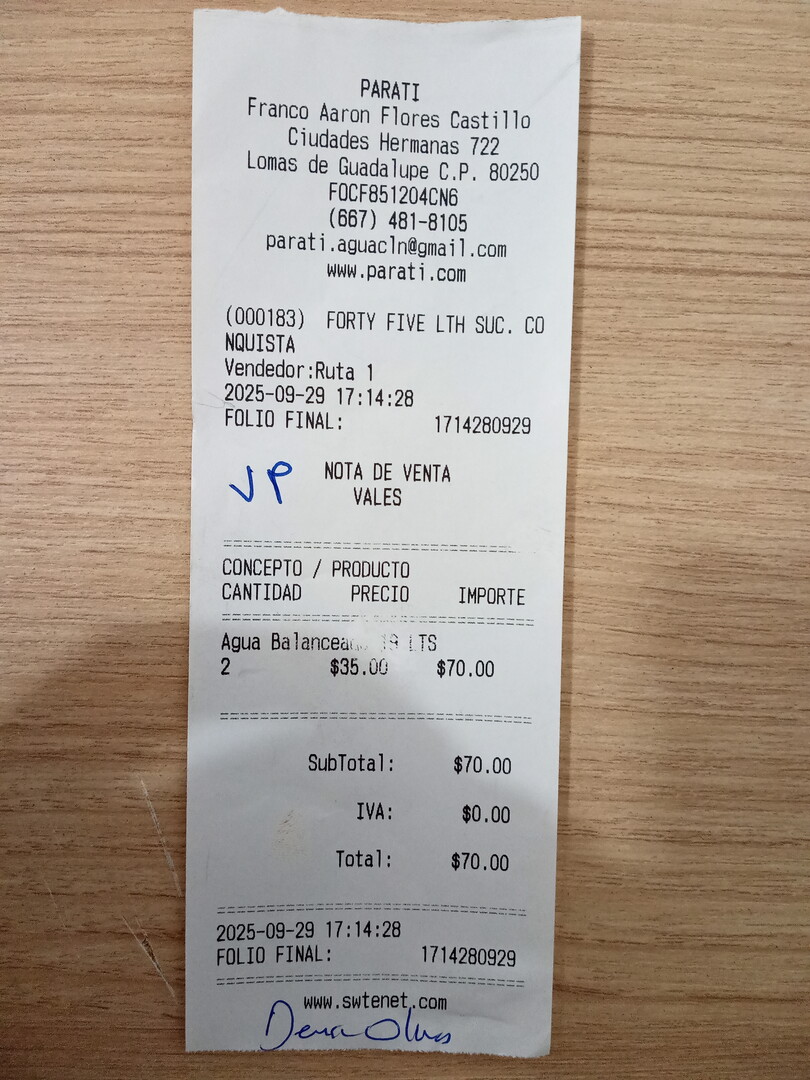 PARATI
Franco Aaron Flores Castillo
Ciudades Hermanas 722
Lomas de Guadalupe C.P. 80250
FOCF851204CN6
(667) 481-8105
parati.aguacln@gmail.com
www.parati.com
(000183) FORTY FIVE LTH SUC. CO
NQUISTA
Vendedor:Ruta 1
2025-09-29 17:14:28
FOLIO FINAL: 1714280929
JP NOTA DE VENTA
VALES
CONCEPTO / PRODUCTO
CANTIDAD PRECIO IMPORTE
Agua 19 LTS
2 $35.00 $70.00
SubTotal: $70.00
IVA: $0.00
Total: $70.00
2025-09-29 17:14:28
FOLIO FINAL: 1714280929
www.swtenet.com